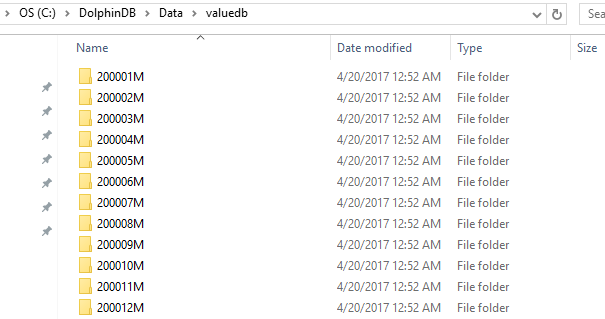 OS (C:) > DolphinDB > Data > valuedb
Sea
Name Date modified Type Size
200001M 4/20/2017 12:52 AM File folder
200002M 4/20/2017 12:52 AM File folder
200003M 4/20/2017 12:52 AM File folder
200004M 4/20/2017 12:52 AM File folder
200005M 4/20/2017 12:52 AM File folder
200006M 4/20/2017 12:52 AM File folder
200007M 4/20/2017 12:52 AM File folder
200008M 4/20/2017 12:52 AM File folder
200009M 4/20/2017 12:52 AM File folder
200010M 4/20/2017 12:52 AM File folder
200011M 4/20/2017 12:52 AM File folder
200012M 4/20/2017 12:52 AM File folder